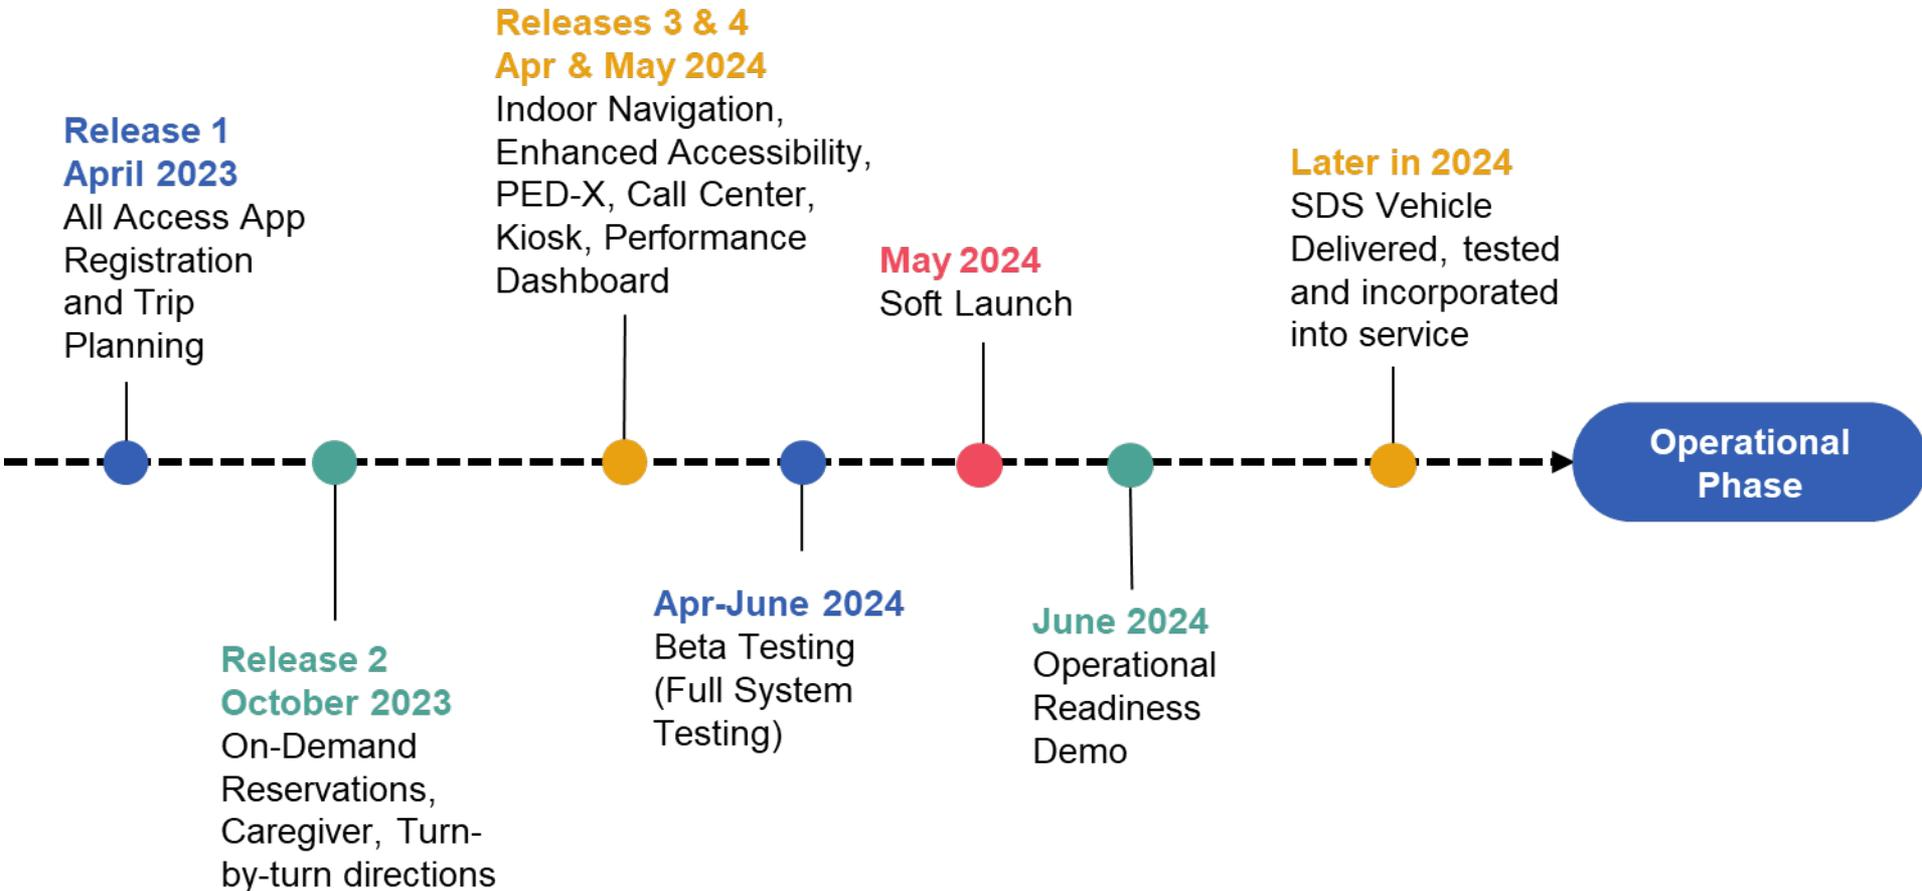 Release 1
April 2023
All Access App
Registration
and Trip
Planning
Release 2
October 2023
On-Demand
Reservations,
Caregiver, Turn-
by-turn directions
Releases 3 & 4
Apr & May 2024
Indoor Navigation,
Enhanced Accessibility,
PED-X, Call Center,
Kiosk, Performance
Dashboard
Apr-June 2024
Beta Testing
(Full System
Testing)
May 2024
Soft Launch
June 2024
Operational
Readiness
Demo
Later in 2024
SDS Vehicle
Delivered, tested
and incorporated
into service
Operational
Phase